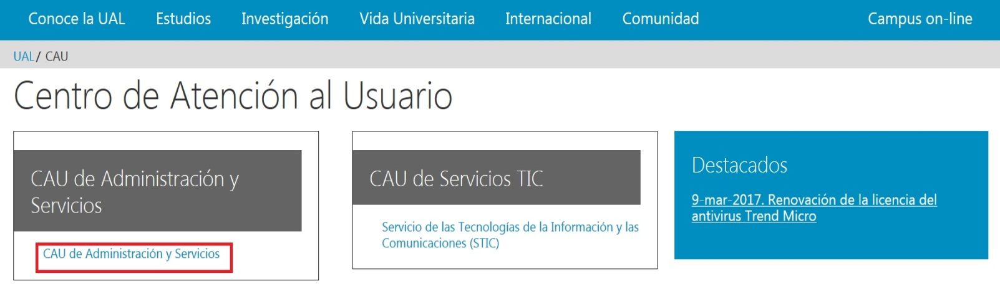 Conoce la UAL Estudios Investigación Vida Universitaria Internacional Comunidad Campus on-line
UAL/ CAU
Centro de Atención al Usuario
CAU de Administración y
Servicios
CAU de Administración y Servicios
CAU de Servicios TIC
Servicio de las Tecnologías de la Información y las
Comunicaciones (STIC)
Destacados
9-mar-2017. Renovación de la licencia del
antivirus Trend Micro